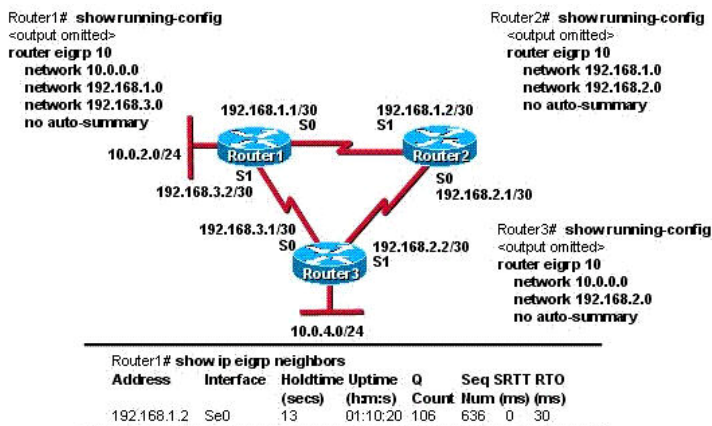 Router1# show running-config
<output omitted>
router eigrp 10
network 10.0.0.0
network 192.168.1.0
network 192.168.3.0
no auto-summary
Router2# show running-config
<output omitted>
router eigrp 10
network 192.168.1.0
network 192.168.2.0
no auto-summary
192.168.1.1/30
S0
192.168.1.2/30
S1
10.0.2.0/24
Router1
Router2
S1
192.168.3.2/30
S0
192.168.2.1/30
192.168.3.1/30
S0
192.168.2.2/30
S1
Router3
10.0.4.0/24
Router3# show running-config
<output omitted>
router eigrp 10
network 10.0.0.0
network 192.168.2.0
no auto-summary
Router1# show ip eigrp neighbors
Address Interface Holdtime Uptime Q Seq SRTT RTO
(secs) (h:m:s) Count Num (ms) (ms)
192.168.1.2 Se0 13 01:10:20 106 636 0 30